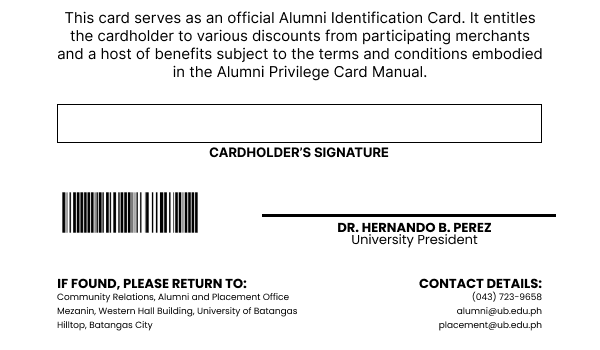 This card serves as an official Alumni Identification Card. It entitles
the cardholder to various discounts from participating merchants
and a host of benefits subject to the terms and conditions embodied
in the Alumni Privilege Card Manual.
CARDHOLDER'S SIGNATURE
DR. HERNANDO B. PEREZ
University President
IF FOUND, PLEASE RETURN TO:
Community Relations, Alumni and Placement Office
Mezanin, Western Hall Building, University of Batangas
Hilltop, Batangas City
CONTACT DETAILS:
(043) 723-9658
alumni@ub.edu.ph
placement@ub.edu.ph